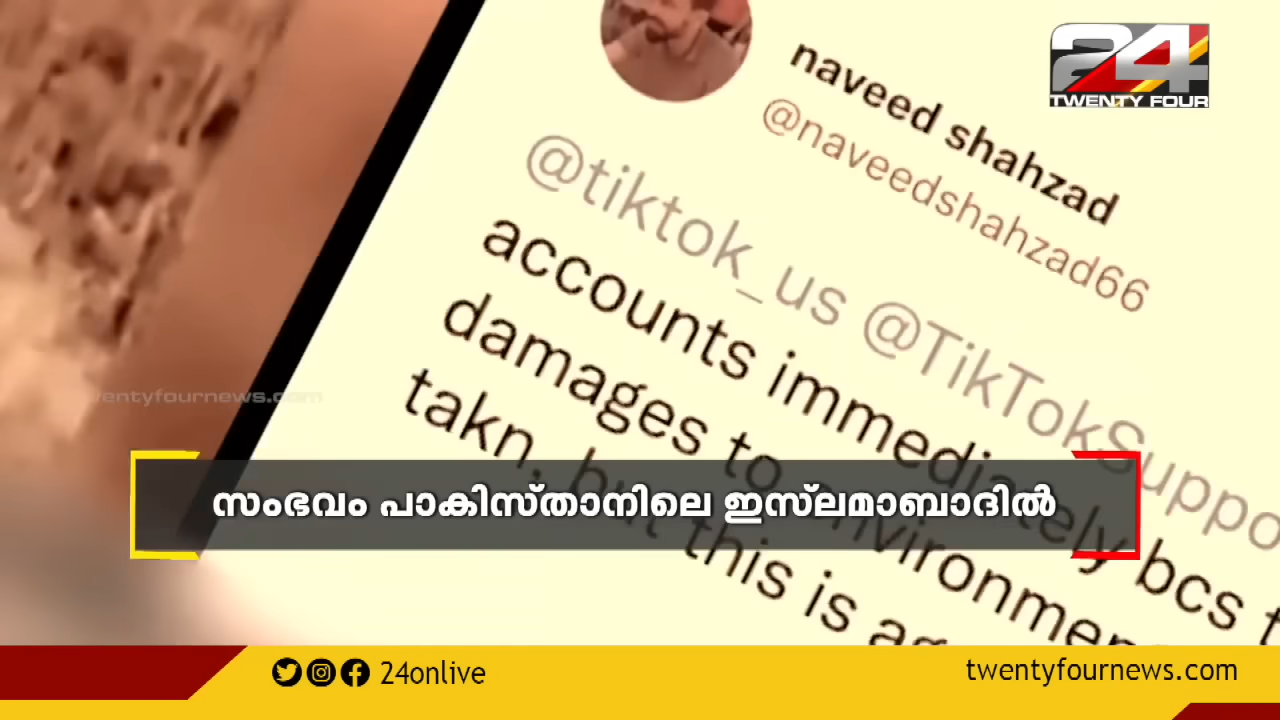 24
TWENTY FOUR
naveed shahzad
@naveedshahzad66
@tiktok_us @TikTokSuppo
accounts immediately bcs
damages to environmen
takn, but this is
twentyfournews.com
സംഭവം പാകിസ്താനിലെ ഇസ്‌ലമാബാദിൽ
24onlive
twentyfournews.com